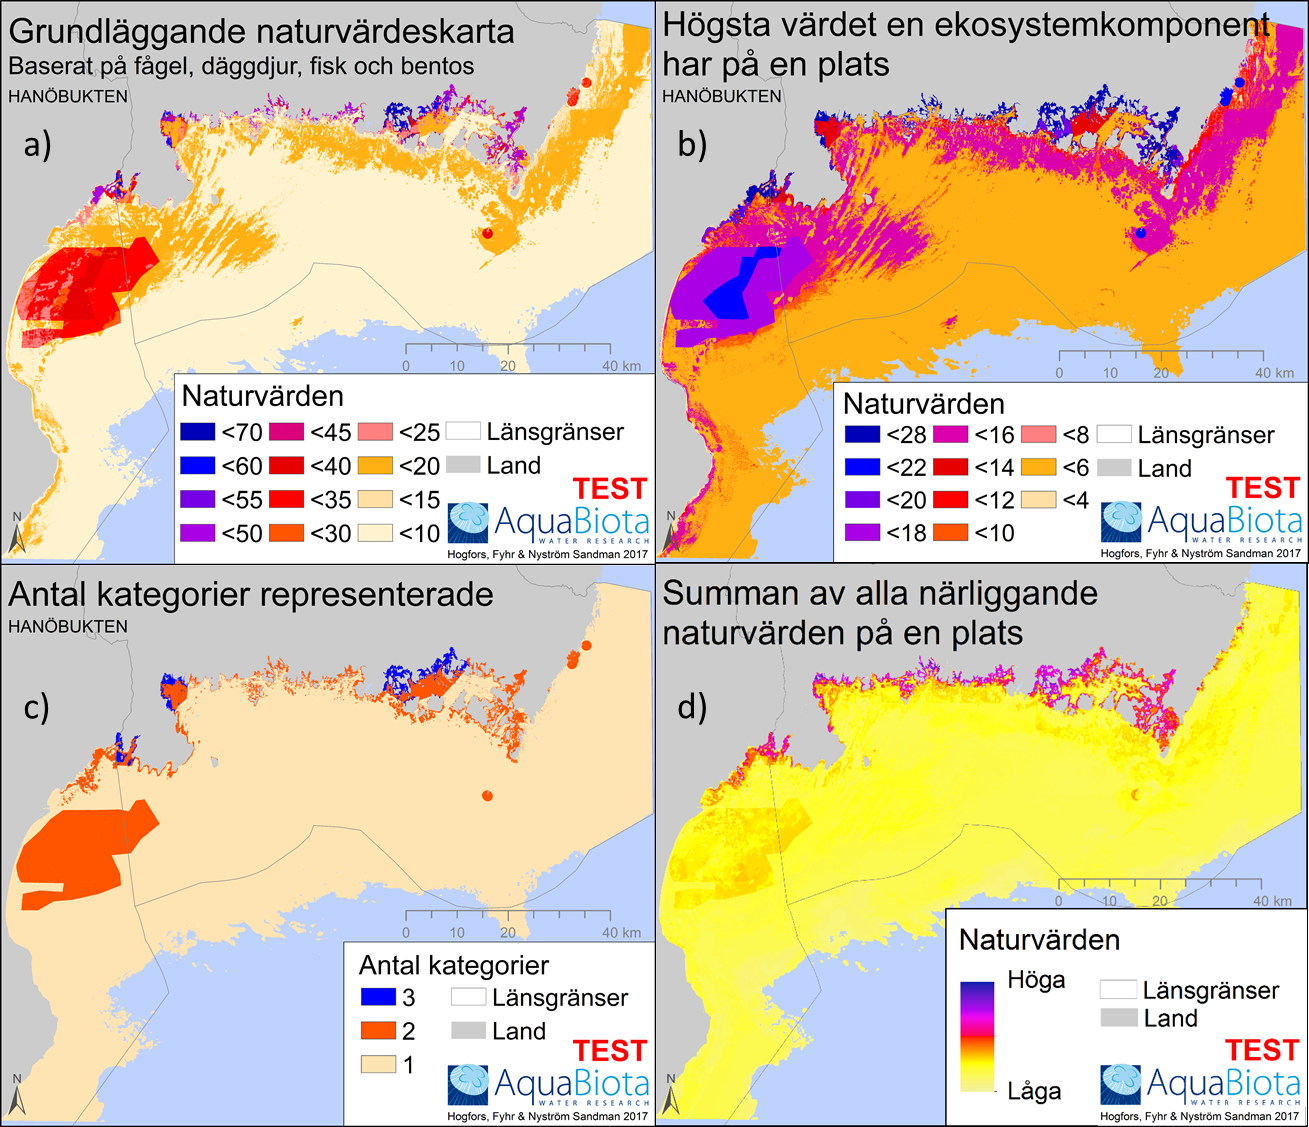 Grundläggande naturvärdeskarta
Baserat på fågel, däggdjur, fisk och bentos
HANÖBUKTEN
a)
0 10 20 40 km
Naturvärden
<70 <45 <25 Länsgränser
<60 <40 <20 Land
<55 <35 <15
<50 <30 <10
TEST
AquaBiota
WATER RESEARCH
Hogfors, Fyhr & Nyström Sandman 2017
N
Högsta värdet en ekosystemkomponent
har på en plats
HANÖBUKTEN
b)
0 10 20 40 km
Naturvärden
<28 <16 <8 Länsgränser
<22 <14 <6 Land
<20 <12 <4
<18 <10
TEST
AquaBiota
WATER RESEARCH
Hogfors, Fyhr & Nyström Sandman 2017
N
Antal kategorier representerade
HANÖBUKTEN
c)
0 10 20 40 km
Antal kategorier
3 Länsgränser
2 Land
1
TEST
AquaBiota
WATER RESEARCH
Hogfors, Fyhr & Nyström Sandman 2017
N
Summan av alla närliggande
naturvärden på en plats
d)
0 10 20 40 km
Naturvärden
Höga
Länsgränser
Land
Låga
TEST
AquaBiota
WATER RESEARCH
Hogfors, Fyhr & Nyström Sandman 2017
N